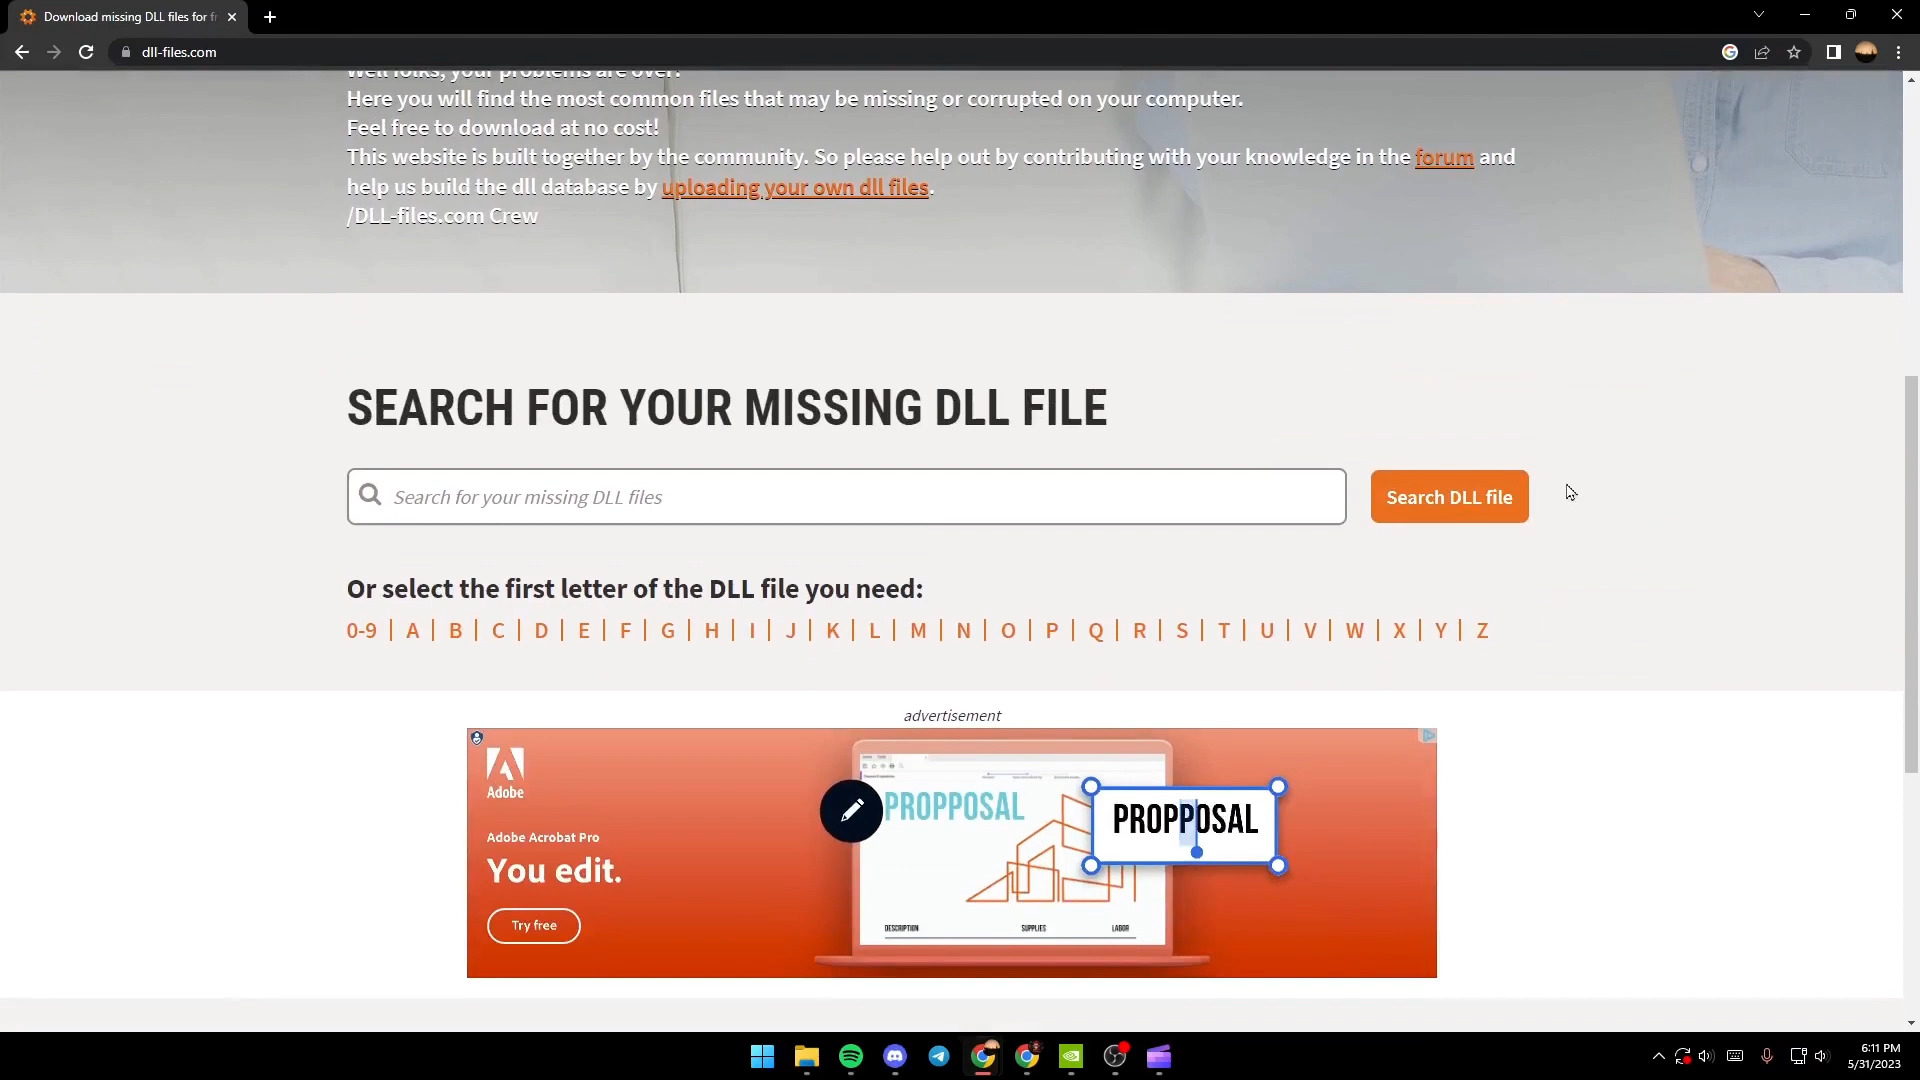 Download missing DLL files for fr
dll-files.com
Well folks, your problems are over!
Here you will find the most common files that may be missing or corrupted on your computer.
Feel free to download at no cost!
This website is built together by the community. So please help out by contributing with your knowledge in the forum and
help us build the dll database by uploading your own dll files.
/DLL-files.com Crew
SEARCH FOR YOUR MISSING DLL FILE
Search for your missing DLL files
Search DLL file
Or select the first letter of the DLL file you need:
0-9 | A | B | C | D | E | F | G | H | I | J | K | L | M | N | O | P | Q | R | S | T | U | V | W | X | Y | Z
advertisement
Adobe
Adobe Acrobat Pro
You edit.
Try free
PROPPOSAL
PROPPOSAL
DESCRIPTION SUPPLIES LABOR
6:11 PM
5/31/2023